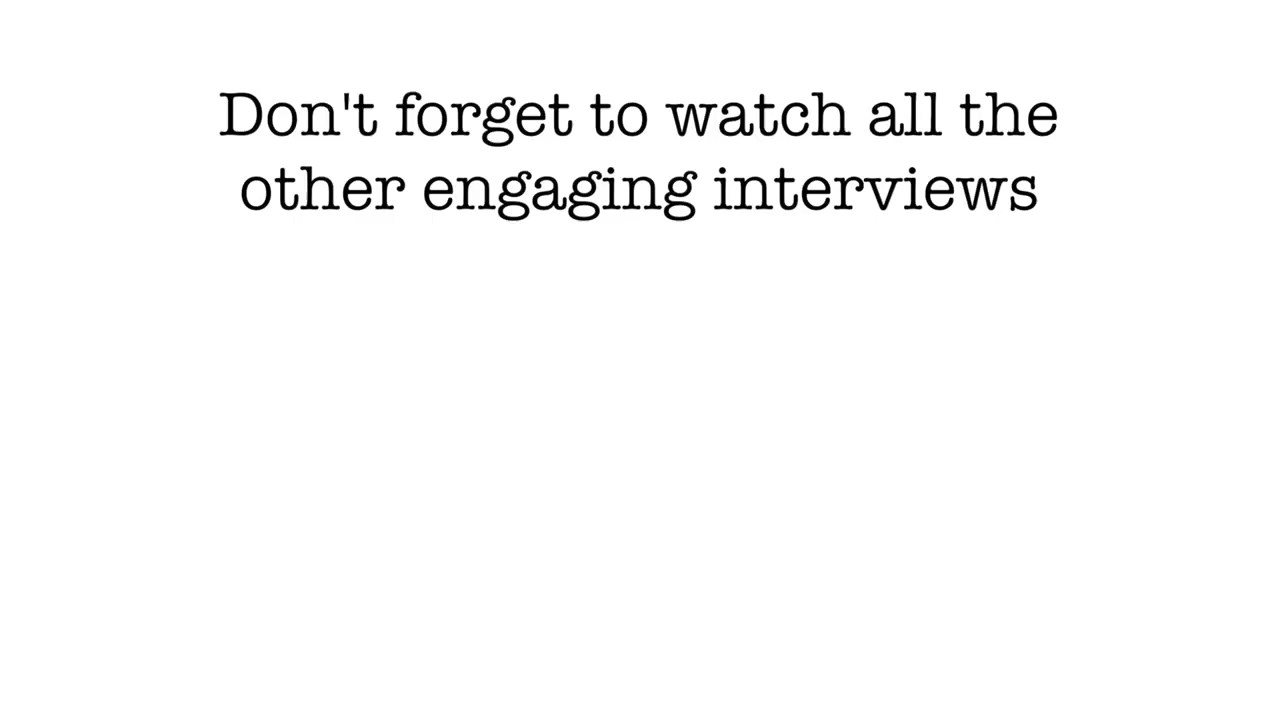 Don't forget to watch all the
other engaging interviews